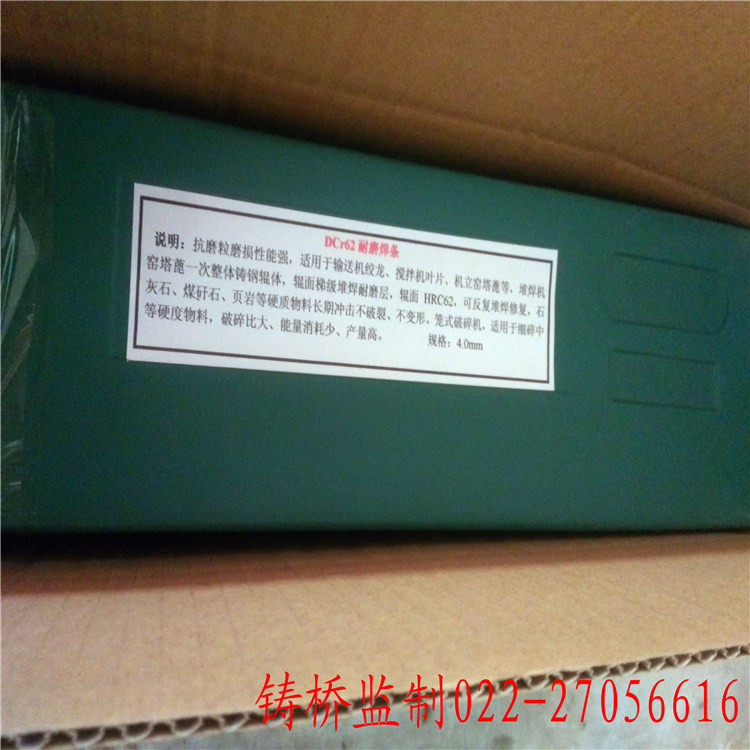 DCr62 耐磨焊条
说明：抗磨粒磨损性能强，适用于输送机绞龙、搅拌机叶片、机立窑塔蓖等，堆焊机
窑塔蓖一次整体铸钢辊体，辊面梯级堆焊耐磨层，辊面 HRC62，可反复堆焊修复，石
灰石、煤矸石、页岩等硬质物料长期冲击不破裂、不变形，笼式破碎机，适用于细碎中
等硬度物料，破碎比大、能量消耗少、产量高。 规格：4.0mm
铸桥监制022-27056616